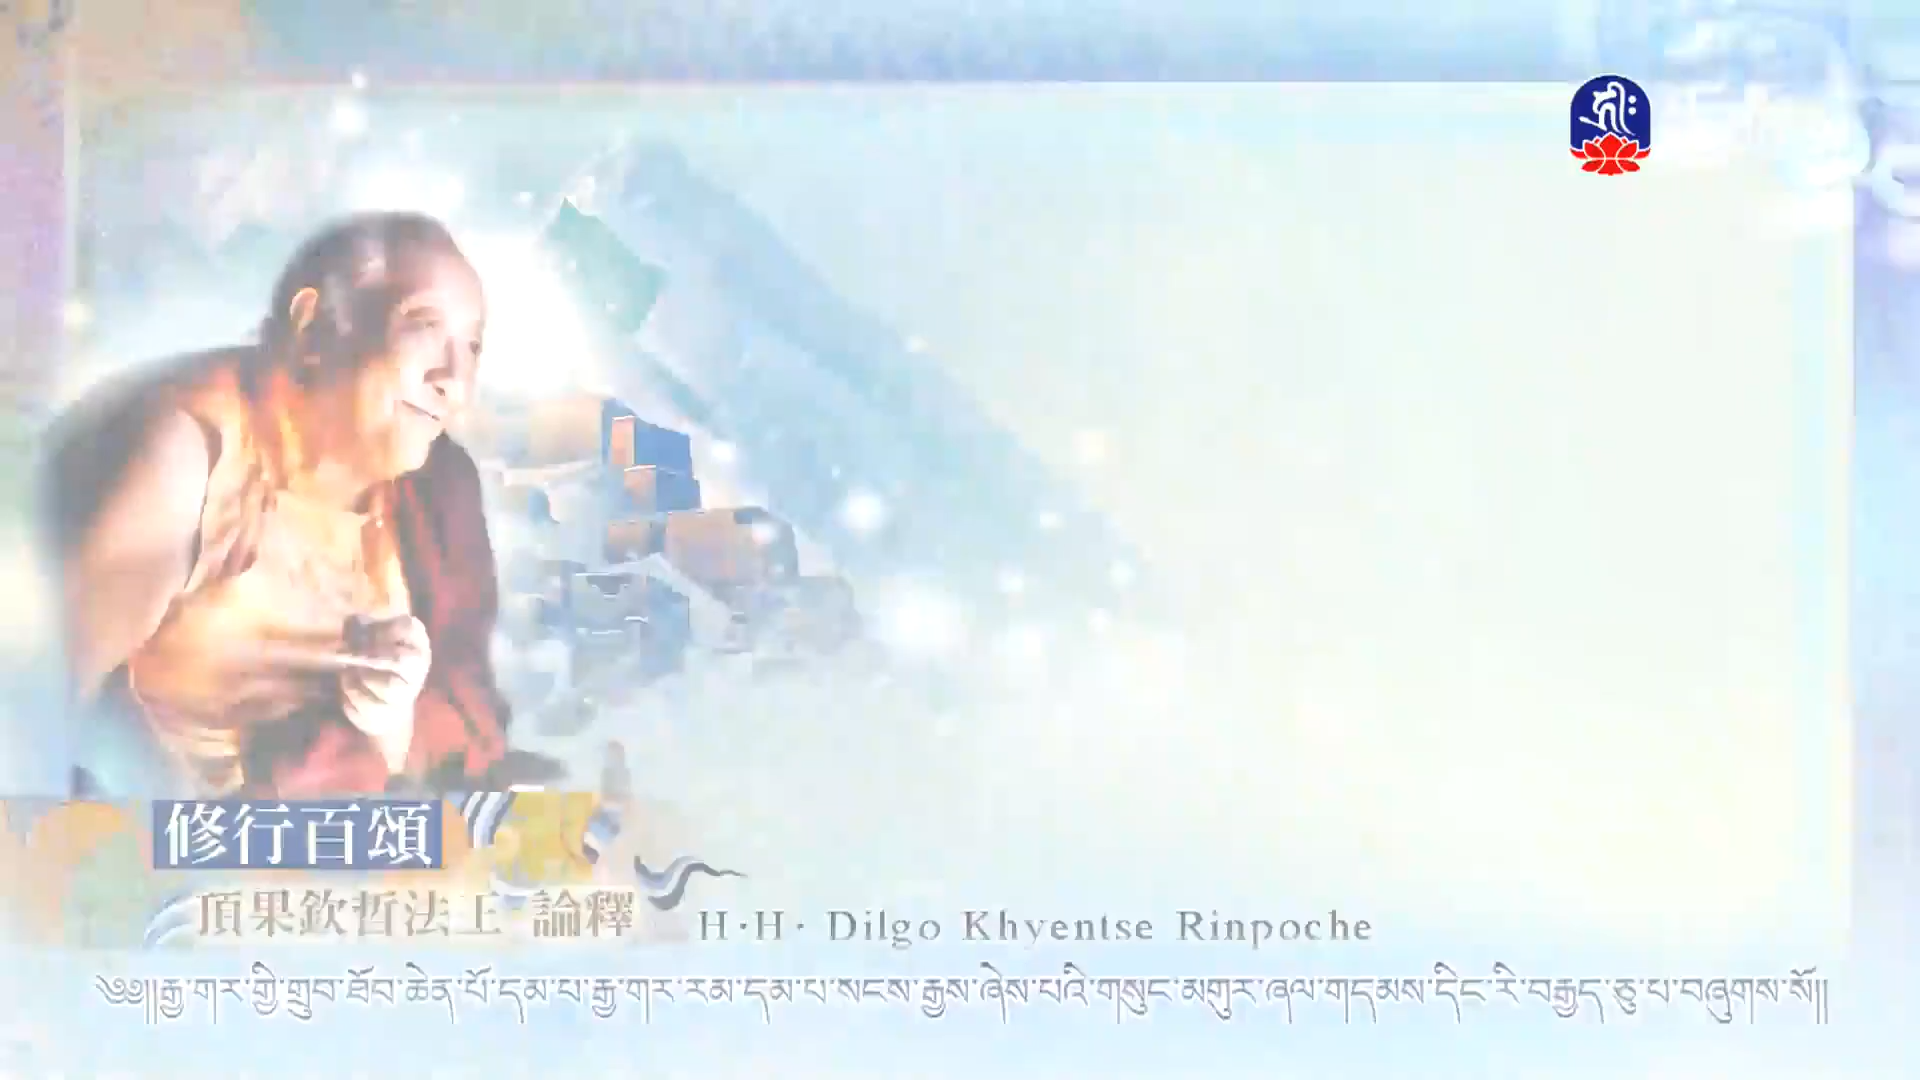 修行百頌
頂果欽哲法王 論釋
H·H· Dilgo Khyentse Rinpoche
༄༅།།རྒྱ་གར་གྱི་གྲུབ་ཐོབ་ཆེན་པོ་དམ་པ་རྒྱ་གར་རམ་དམ་པ་སངས་རྒྱས་ཞེས་པའི་གསུང་མགུར་ཞལ་གདམས་དིང་རི་བརྒྱད་ཅུ་པ་བཞུགས་སོ།།